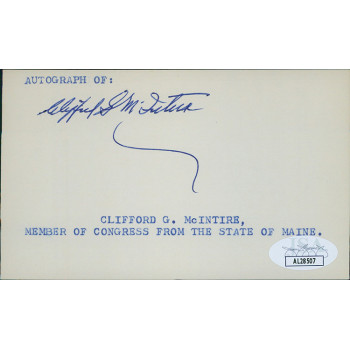 AUTOGRAPH OF:
Clifford G McIntire
CLIFFORD G. McINTIRE,
MEMBER OF CONGRESS FROM THE STATE OF MAINE.
AL28507